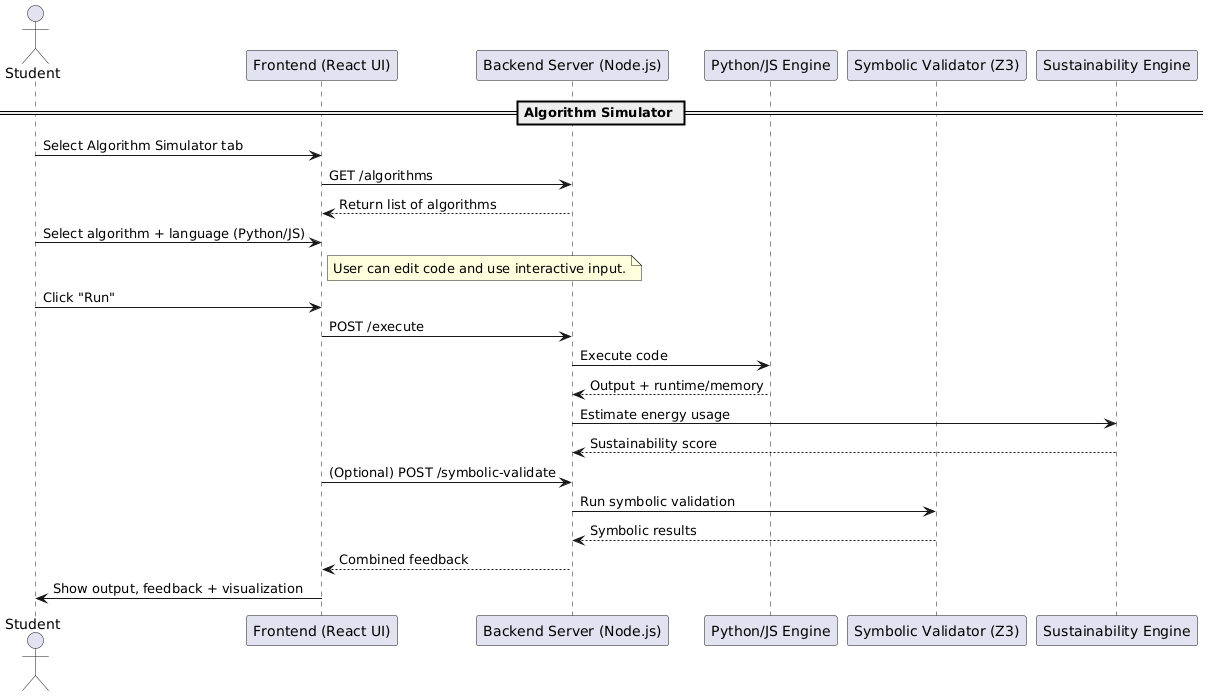 Student
Frontend (React UI)
Backend Server (Node.js)
Python/JS Engine
Symbolic Validator (Z3)
Sustainability Engine
Algorithm Simulator
Select Algorithm Simulator tab
GET /algorithms
Return list of algorithms
Select algorithm + language (Python/JS)
User can edit code and use interactive input.
Click "Run"
POST /execute
Execute code
Output + runtime/memory
Estimate energy usage
Sustainability score
(Optional) POST /symbolic-validate
Run symbolic validation
Symbolic results
Combined feedback
Show output, feedback + visualization
Student
Frontend (React UI)
Backend Server (Node.js)
Python/JS Engine
Symbolic Validator (Z3)
Sustainability Engine